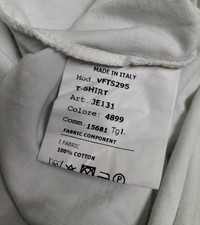 MADE IN ITALY
Mod. VFTS295
T-SHIRT
Art. JE131
Colore: 4899
Comm 15681 Tgl.
FABRIC COMPONENT
1 FABRIC
100% COTTON